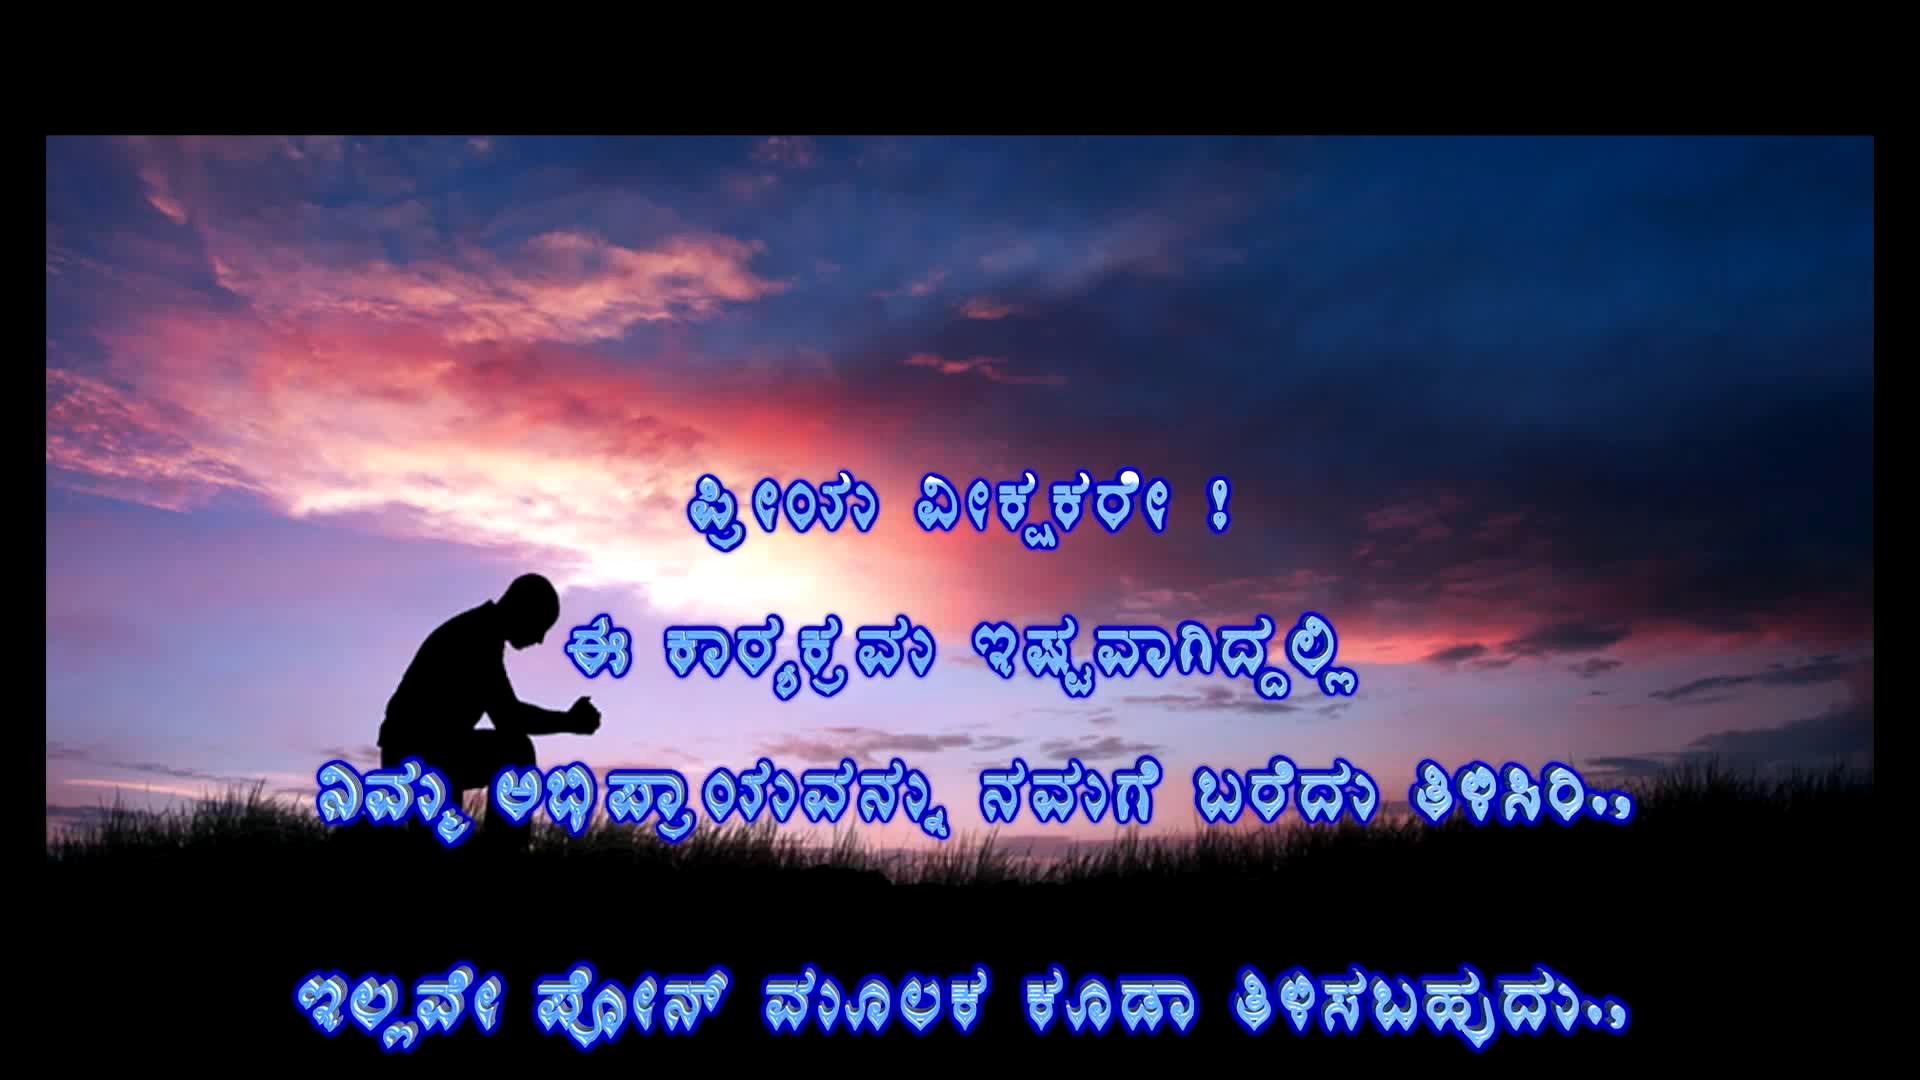 ಪ್ರೀಯ ವೀಕ್ಷಕರೇ !
ಈ ಕಾರ್‍ಯಕ್ರಮ ಇಷ್ಟವಾಗಿದ್ದಲ್ಲಿ
ನಿಮ್ಮ ಅಭಿಪ್ರಾಯವನ್ನು ನಮಗೆ ಬರೆದು ತಿಳಿಸಿರಿ..,
ಇಲ್ಲವೇ ಫೋನ್ ಮೂಲಕ ಕೂಡಾ ತಿಳಿಸಬಹುದು..,